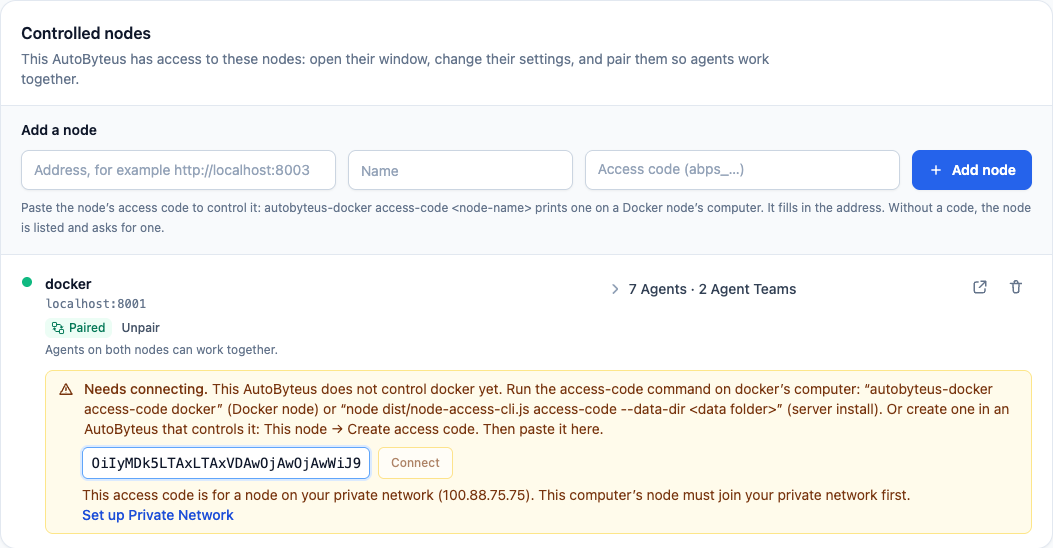 Controlled nodes
This AutoByteus has access to these nodes: open their window, change their settings, and pair them so agents work
together.
Add a node
Address, for example http://localhost:8003
Name
Access code (abps_...)
+ Add node
Paste the node's access code to control it: autobyteus-docker access-code <node-name> prints one on a Docker node's computer. It fills in the address. Without a code, the node
is listed and asks for one.
docker
7 Agents · 2 Agent Teams
localhost:8001
Paired Unpair
Agents on both nodes can work together.
Needs connecting. This AutoByteus does not control docker yet. Run the access-code command on docker's computer: “autobyteus-docker
access-code docker” (Docker node) or “node dist/node-access-cli.js access-code --data-dir <data folder>” (server install). Or create one in an
AutoByteus that controls it: This node → Create access code. Then paste it here.
OiIyMDk5LTAxLTAxVDAwOjAwOjAwWiJ9
Connect
This access code is for a node on your private network (100.88.75.75). This computer's node must join your private network first.
Set up Private Network